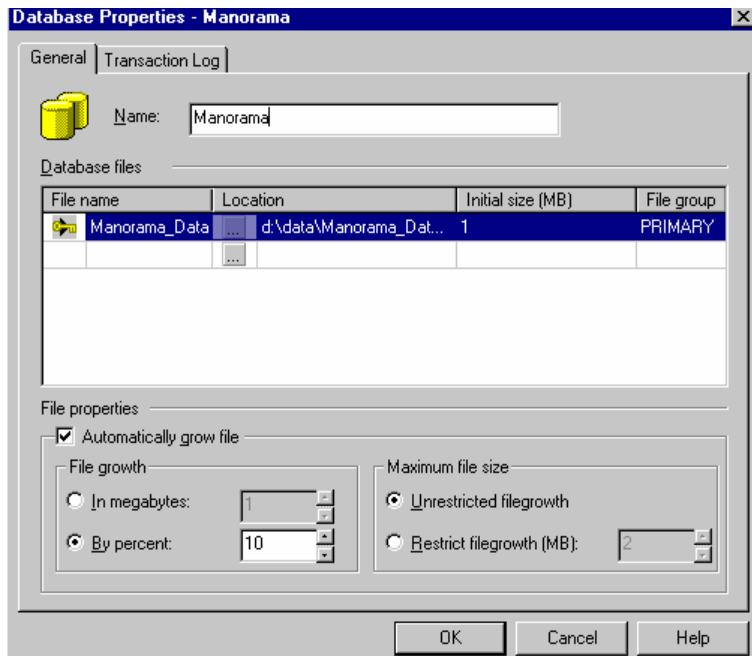 Database Properties - Manorama
General Transaction Log
Name: Manorama
Database files
File name Location Initial size (MB) File group
Manorama_Data ... d:\data\Manorama_Dat... 1 PRIMARY
...
File properties
Automatically grow file
File growth Maximum file size
In megabytes: 1 Unrestricted filegrowth
By percent: 10 Restrict filegrowth (MB): 2
OK Cancel Help